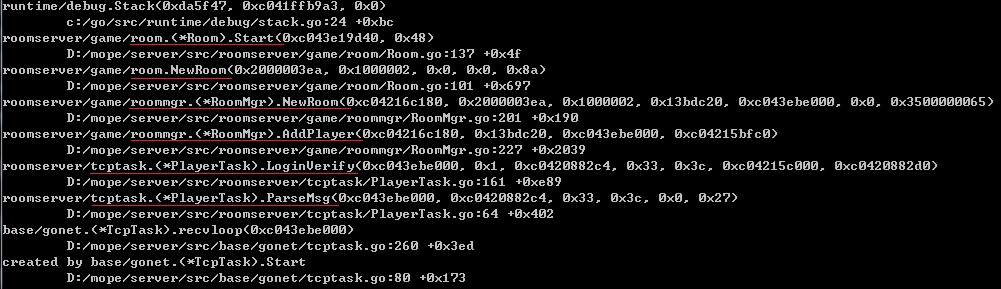 runtime/debug.Stack(0xda5f47, 0xc041ffb9a3, 0x0)
c:/go/src/runtime/debug/stack.go:24 +0xbc
roomserver/game/room.(*Room).Start(0xc043e19d40, 0x48)
D:/mope/server/src/roomserver/game/room/Room.go:137 +0x4f
roomserver/game/room.NewRoom(0x2000003ea, 0x1000002, 0x0, 0x0, 0x8a)
D:/mope/server/src/roomserver/game/room/Room.go:101 +0x697
roomserver/game/roommgr.(*RoomMgr).NewRoom(0xc04216c180, 0x2000003ea, 0x1000002, 0x13bdc20, 0xc043ebe000, 0x0, 0x3500000065)
D:/mope/server/src/roomserver/game/roommgr/RoomMgr.go:201 +0x190
roomserver/game/roommgr.(*RoomMgr).AddPlayer(0xc04216c180, 0x13bdc20, 0xc043ebe000, 0xc04215bfc0)
D:/mope/server/src/roomserver/game/roommgr/RoomMgr.go:227 +0x2039
roomserver/tcptask.(*PlayerTask).LoginVerify(0xc043ebe000, 0x1, 0xc0420882c4, 0x33, 0x3c, 0xc04215c000, 0xc0420882d0)
D:/mope/server/src/roomserver/tcptask/PlayerTask.go:161 +0xe89
roomserver/tcptask.(*PlayerTask).ParseMsg(0xc043ebe000, 0xc0420882c4, 0x33, 0x3c, 0x0, 0x27)
D:/mope/server/src/roomserver/tcptask/PlayerTask.go:64 +0x402
base/gonet.(*TcpTask).recvloop(0xc043ebe000)
D:/mope/server/src/base/gonet/tcptask.go:260 +0x3ed
created by base/gonet.(*TcpTask).Start
D:/mope/server/src/base/gonet/tcptask.go:80 +0x173